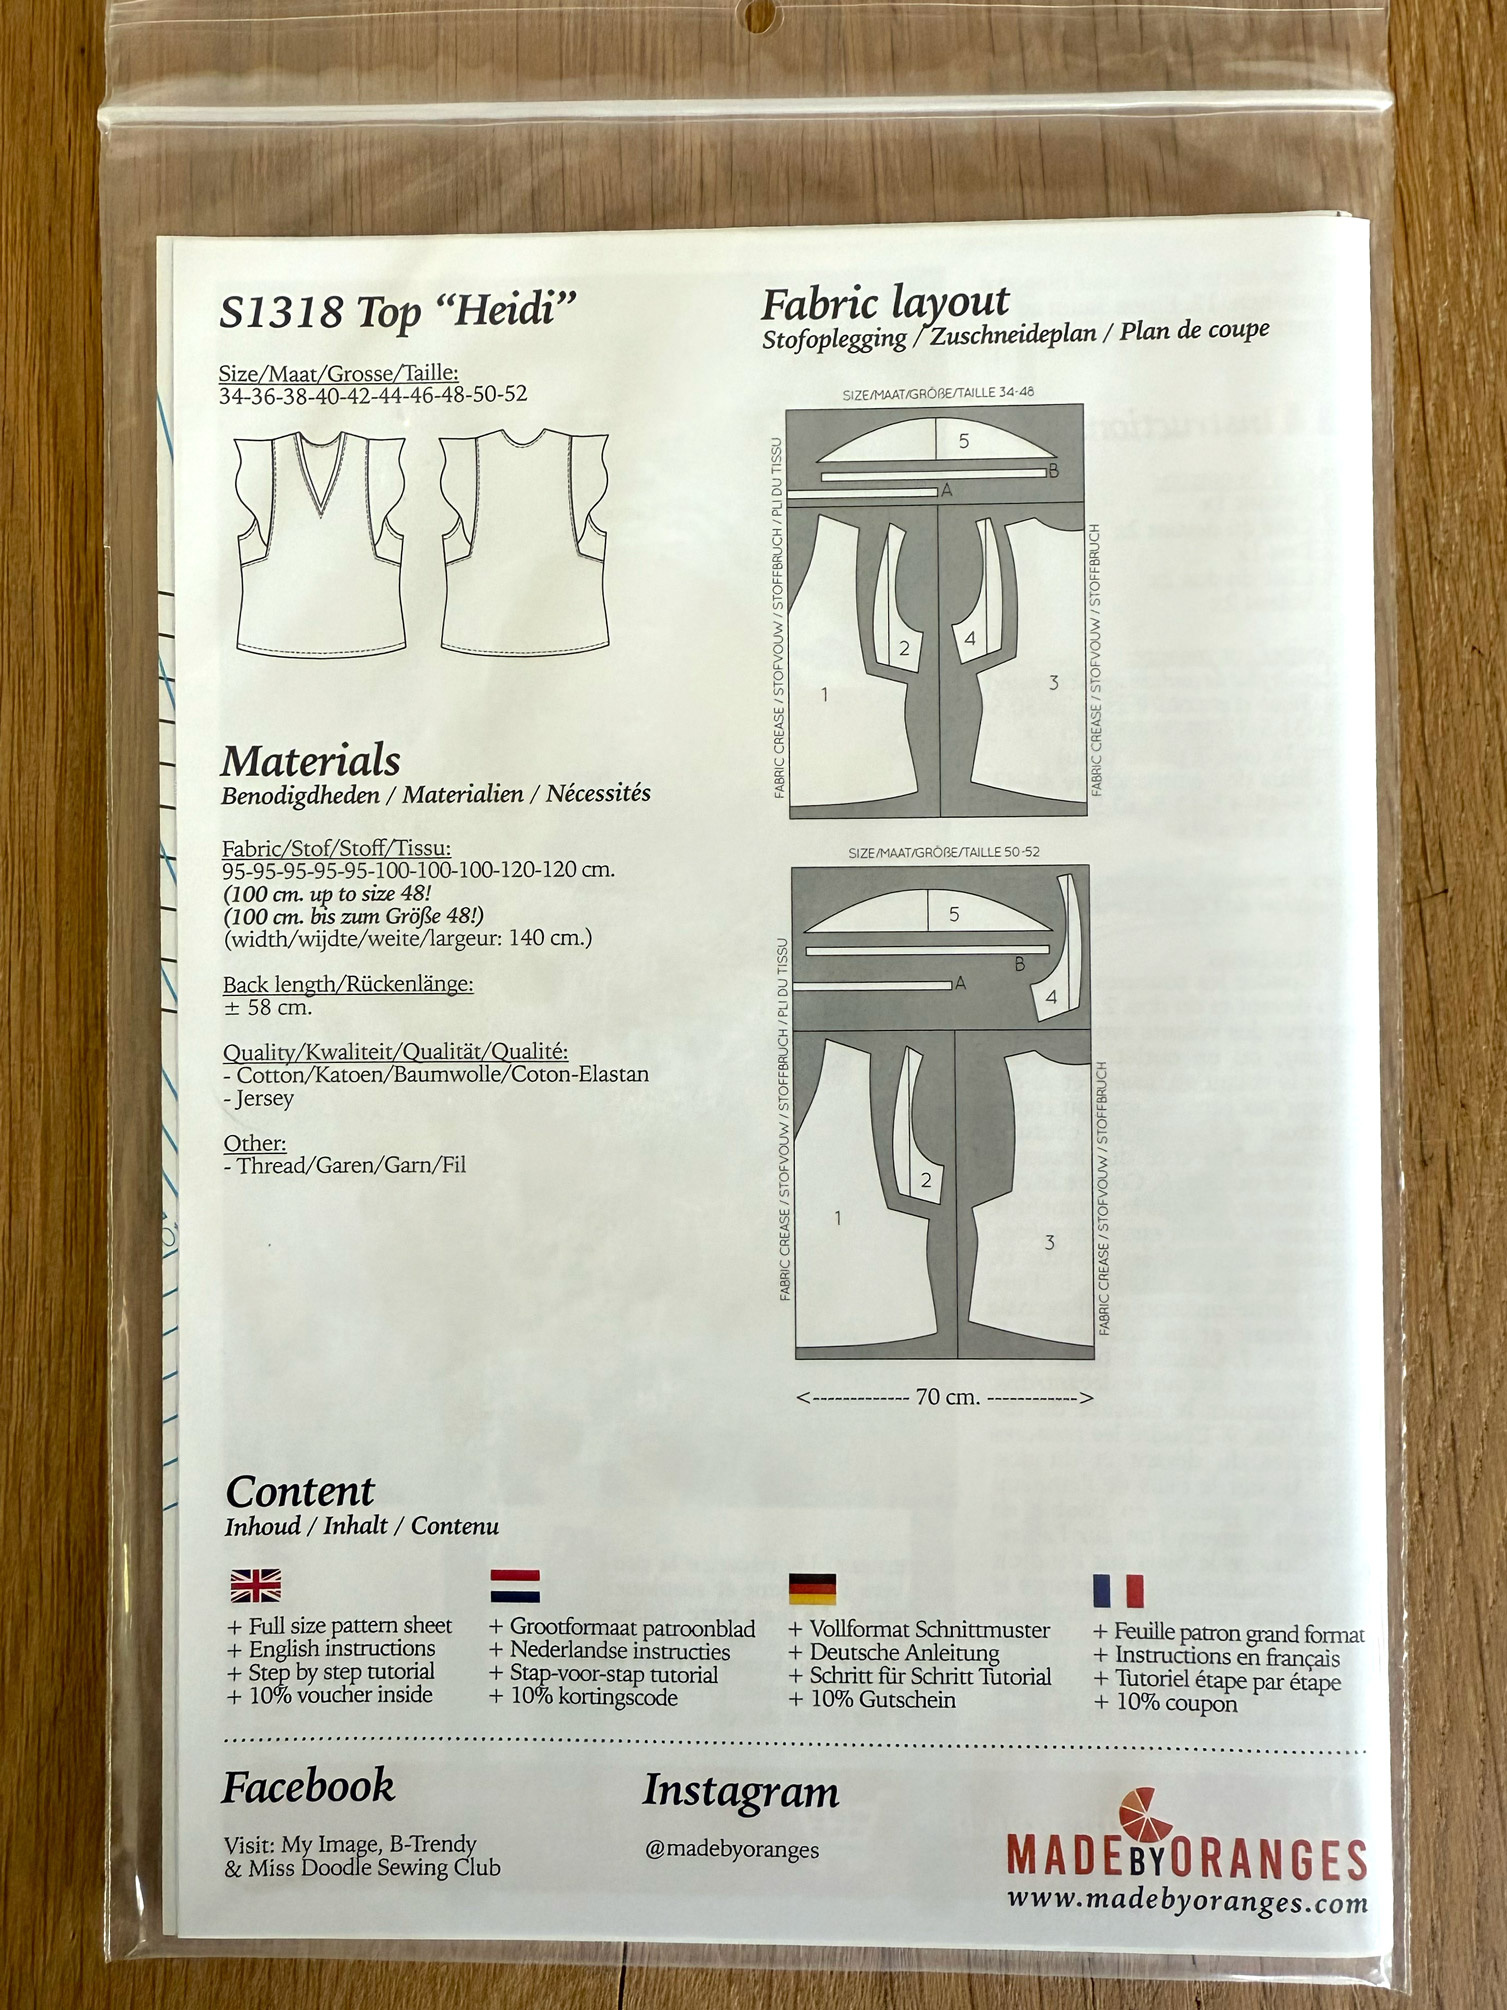 S1318 Top “Heidi”
Size/Maat/Grosse/Taille:
34-36-38-40-42-44-46-48-50-52
Materials
Benodigdheden / Materialien / Nécessités
Fabric/Stof/Stoff/Tissu:
95-95-95-95-95-100-100-100-120-120 cm.
(100 cm. up to size 48!
(100 cm. bis zum Größe 48!)
(width/wijdte/weite/largeur: 140 cm.)
Back length/Rückenlänge:
± 58 cm.
Quality/Kwaliteit/Qualität/Qualité:
- Cotton/Katoen/Baumwolle/Coton-Elastan
- Jersey
Other:
- Thread/Garen/Garn/Fil
Fabric layout
Stofoplegging / Zuschneideplan / Plan de coupe
SIZE/MAAT/GRÖßE/TAILLE 34-48
FABRIC CREASE / STOFVOUW / STOFFBRUCH / PLI DU TISSU
5
B
A
1
2
4
3
FABRIC CREASE / STOFVOUW / STOFFBRUCH
SIZE/MAAT/GRÖßE/TAILLE 50-52
FABRIC CREASE / STOFVOUW / STOFFBRUCH / PLI DU TISSU
5
B
A
4
1
2
3
FABRIC CREASE / STOFVOUW / STOFFBRUCH
<------------- 70 cm. ------------>
Content
Inhoud / Inhalt / Contenu
+ Full size pattern sheet
+ English instructions
+ Step by step tutorial
+ 10% voucher inside
+ Grootformaat patroonblad
+ Nederlandse instructies
+ Stap-voor-stap tutorial
+ 10% kortingscode
+ Vollformat Schnittmuster
+ Deutsche Anleitung
+ Schritt für Schritt Tutorial
+ 10% Gutschein
+ Feuille patron grand format
+ Instructions en français
+ Tutoriel étape par étape
+ 10% coupon
Facebook
Visit: My Image, B-Trendy
& Miss Doodle Sewing Club
Instagram
@madebyoranges
MADEBYORANGES
www.madebyoranges.com